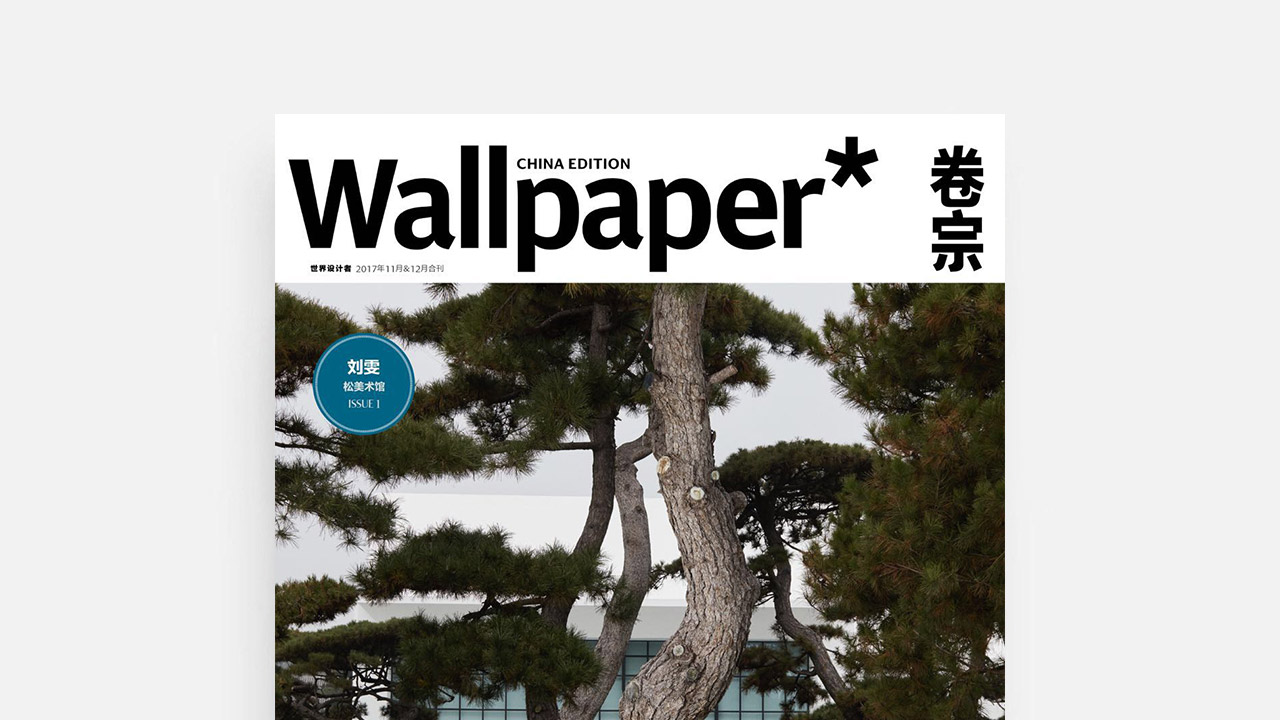 CHINA EDITION
Wallpaper*
卷宗
世界设计者 2017年11月&12月合刊
刘雯
松美术馆
ISSUE 1